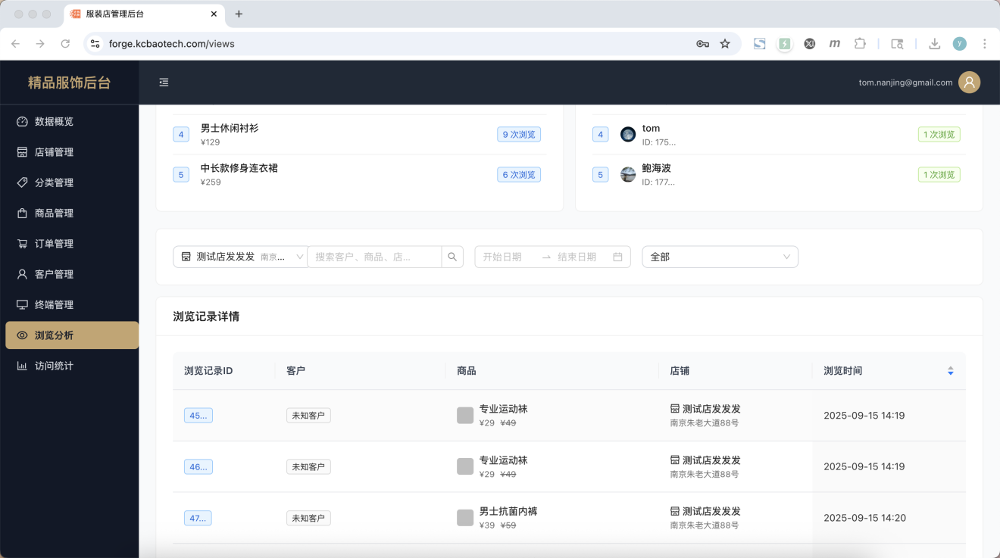 服装店管理后台
forge.kcbaotech.com/views
y
精品服饰后台
tom.nanjing@gmail.com
数据概览
店铺管理
分类管理
商品管理
订单管理
客户管理
终端管理
浏览分析
访问统计
4 男士休闲衬衫 9 次浏览
¥129
5 中长款修身连衣裙 6 次浏览
¥259
4 tom 1 次浏览
ID: 175...
5 鲍海波 1 次浏览
ID: 177...
测试店发发发 南京... 搜索客户、商品、店... 开始日期 结束日期 全部
浏览记录详情
浏览记录ID 客户 商品 店铺 浏览时间
45... 未知客户 专业运动袜 测试店发发发 2025-09-15 14:19
¥29 ¥49 南京朱老大道88号
46... 未知客户 专业运动袜 测试店发发发 2025-09-15 14:19
¥29 ¥49 南京朱老大道88号
47... 未知客户 男士抗菌内裤 测试店发发发 2025-09-15 14:20
¥39 ¥59 南京朱老大道88号